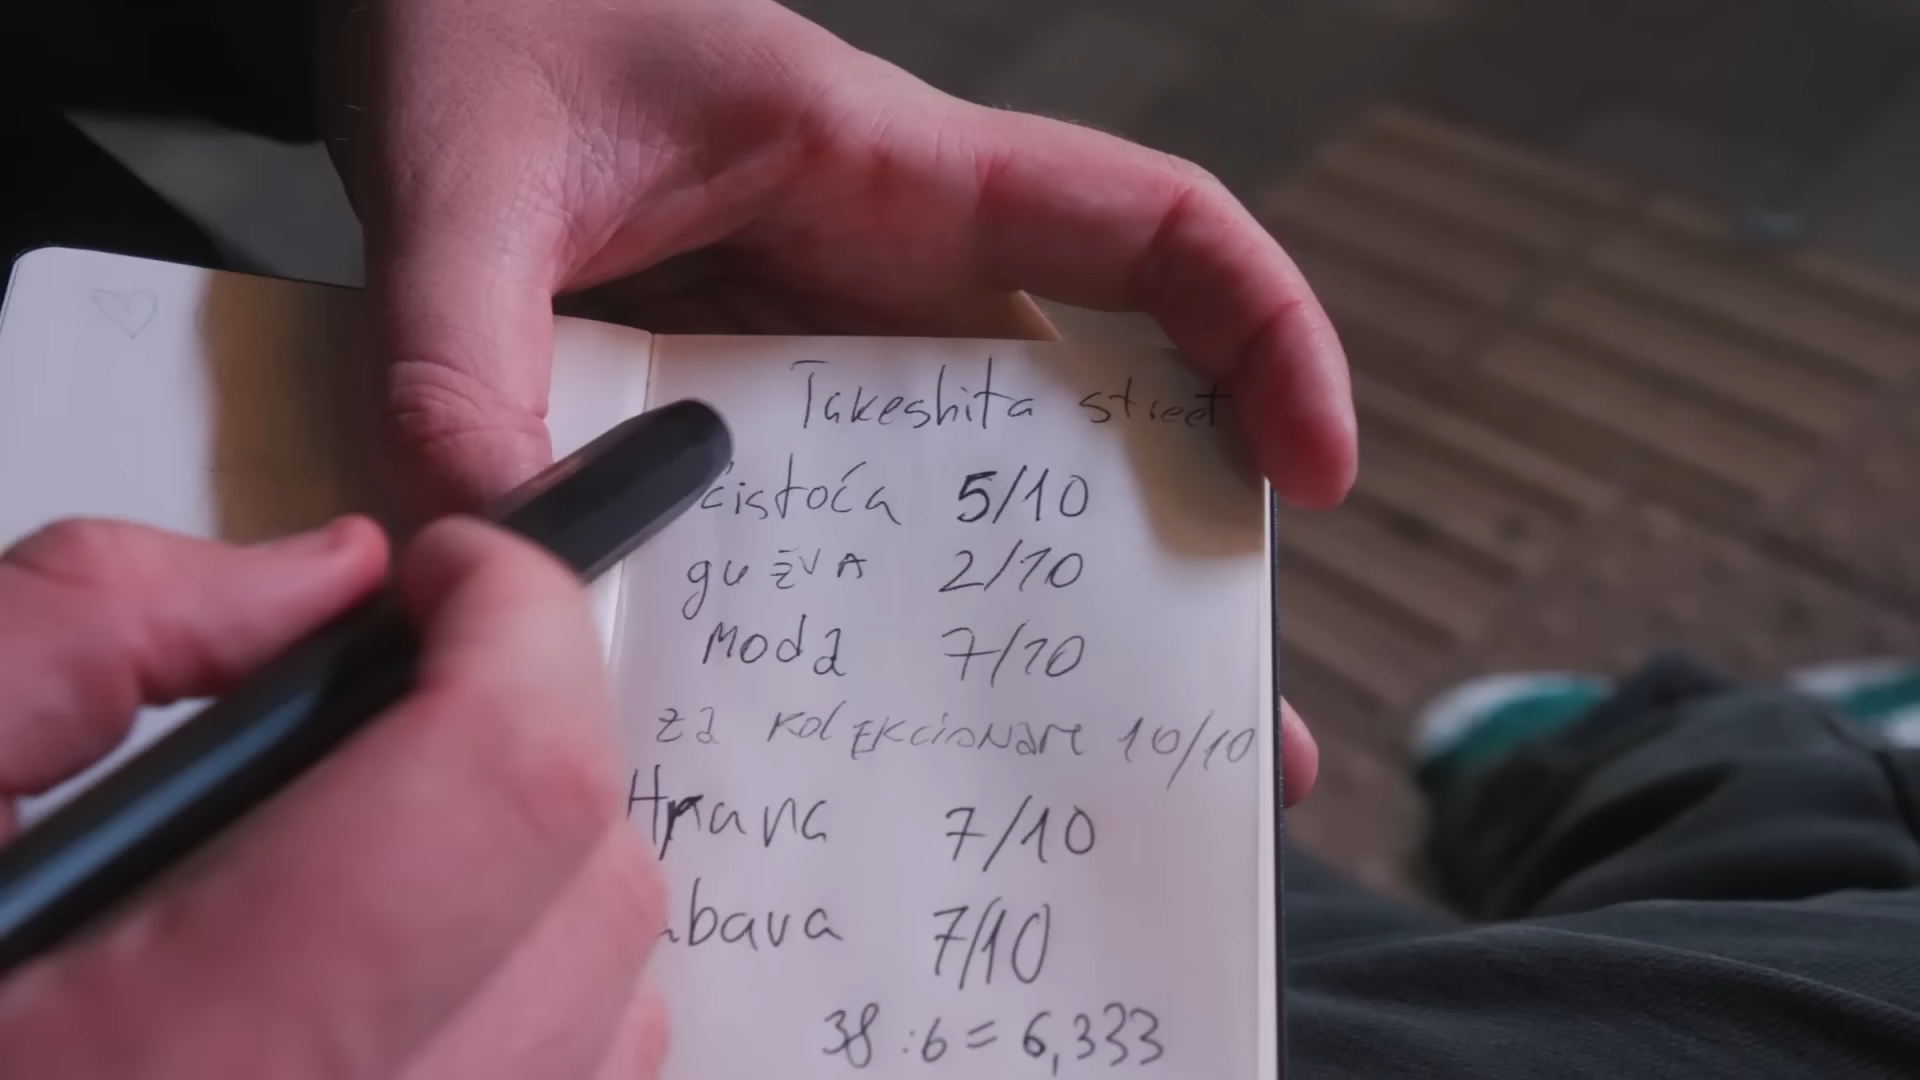 Takeshita street
čistoća 5/10
gužva 2/10
Moda 7/10
za kolekcionare 10/10
Hrana 7/10
abava 7/10
38 : 6 = 6,333